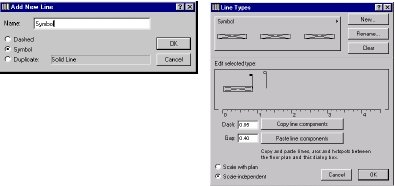 Add New Line
Name: Symbol
Dashed
Symbol
Duplicate: Solid Line
OK
Cancel
Line Types
Symbol
New...
Rename...
Clear
Edit selected type:
0 1 2 3 4
Dash: 0.95 Copy line components
Gap: 0.40 Paste line components
Copy and paste lines, arcs and hotspots between
the floor plan and this dialog box.
Scale with plan
Scale-independent
Cancel OK